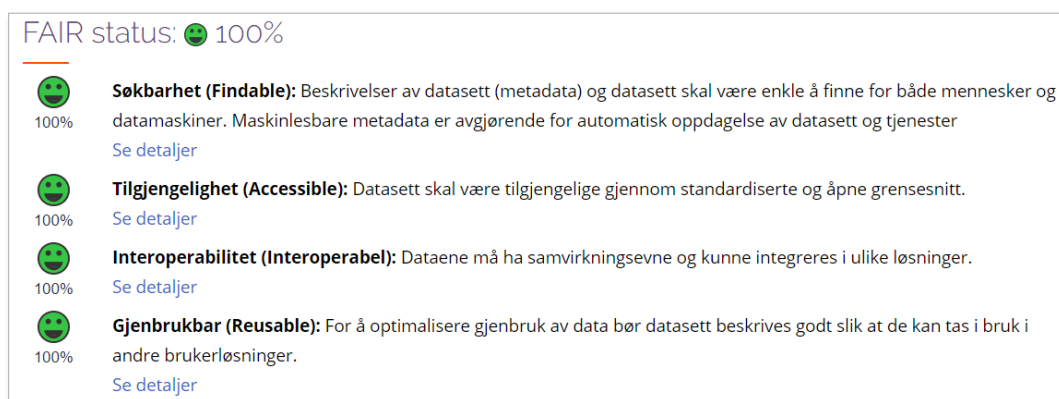 FAIR status: 100%
Søkbarhet (Findable): Beskrivelser av datasett (metadata) og datasett skal være enkle å finne for både mennesker og
100%
datamaskiner. Maskinlesbare metadata er avgjørende for automatisk oppdagelse av datasett og tjenester
Se detaljer
Tilgjengelighet (Accessible): Datasett skal være tilgjengelige gjennom standardiserte og åpne grensesnitt.
100%
Se detaljer
Interoperabilitet (Interoperabel): Dataene må ha samvirkningsevne og kunne integreres i ulike løsninger.
100%
Se detaljer
Gjenbrukbar (Reusable): For å optimalisere gjenbruk av data bør datasett beskrives godt slik at de kan tas i bruk i
100%
andre brukerløsninger.
Se detaljer